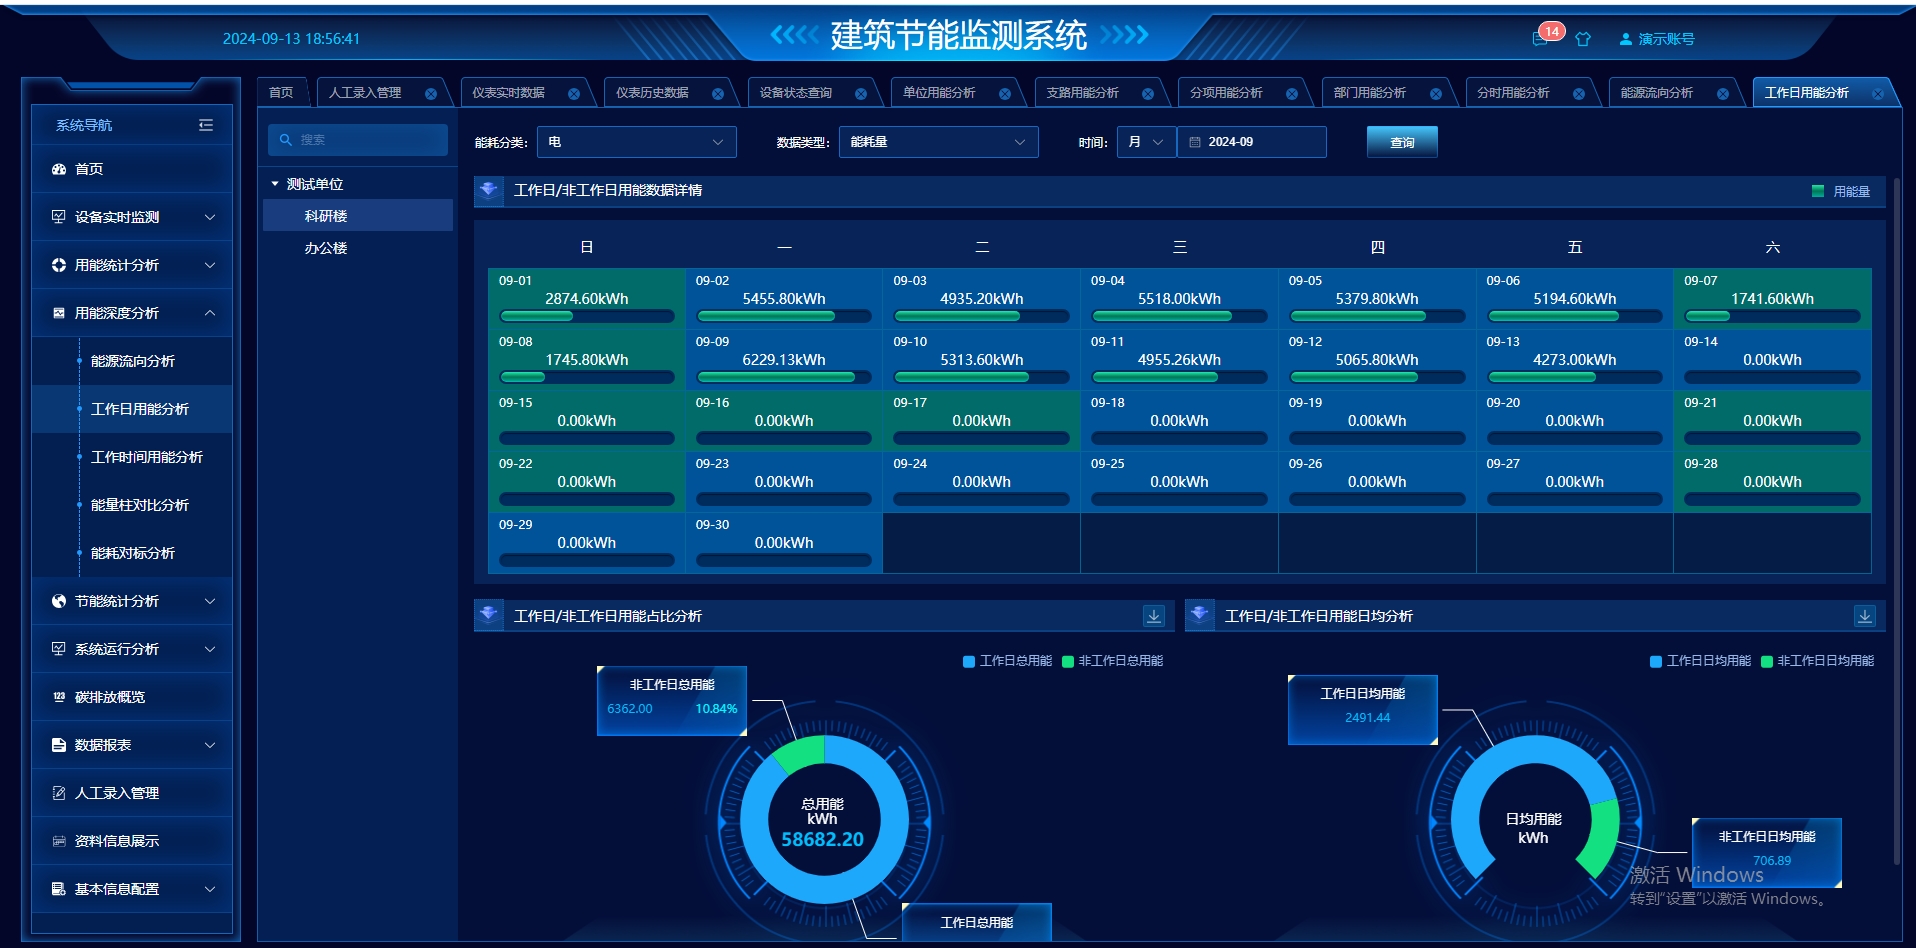 建筑节能监测系统
2024-09-13 18:56:41
14
演示账号
系统导航
首页
设备实时监测
用能统计分析
用能深度分析
能源流向分析
工作日用能分析
工作时间用能分析
能量柱对比分析
能耗对标分析
节能统计分析
系统运行分析
碳排放概览
数据报表
人工录入管理
资料信息展示
基本信息配置
首页 人工录入管理 仪表实时数据 仪表历史数据 设备状态查询 单位用能分析 支路用能分析 分项用能分析 部门用能分析 分时用能分析 能源流向分析 工作日用能分析
搜索
测试单位
科研楼
办公楼
能耗分类: 电 数据类型: 能耗量 时间: 月 2024-09 查询
工作日/非工作日用能数据详情 用能量
日 一 二 三 四 五 六
09-01 09-02 09-03 09-04 09-05 09-06 09-07
2874.60kWh 5455.80kWh 4935.20kWh 5518.00kWh 5379.80kWh 5194.60kWh 1741.60kWh
09-08 09-09 09-10 09-11 09-12 09-13 09-14
1745.80kWh 6229.13kWh 5313.60kWh 4955.26kWh 5065.80kWh 4273.00kWh 0.00kWh
09-15 09-16 09-17 09-18 09-19 09-20 09-21
0.00kWh 0.00kWh 0.00kWh 0.00kWh 0.00kWh 0.00kWh 0.00kWh
09-22 09-23 09-24 09-25 09-26 09-27 09-28
0.00kWh 0.00kWh 0.00kWh 0.00kWh 0.00kWh 0.00kWh 0.00kWh
09-29 09-30
0.00kWh 0.00kWh
工作日/非工作日用能占比分析
工作日总用能 非工作日总用能
非工作日总用能
6362.00 10.84%
总用能
kWh
58682.20
工作日总用能
工作日/非工作日用能日均分析
工作日日均用能 非工作日日均用能
工作日日均用能
2491.44
日均用能
kWh
非工作日日均用能
706.89
激活 Windows
转到"设置"以激活 Windows。